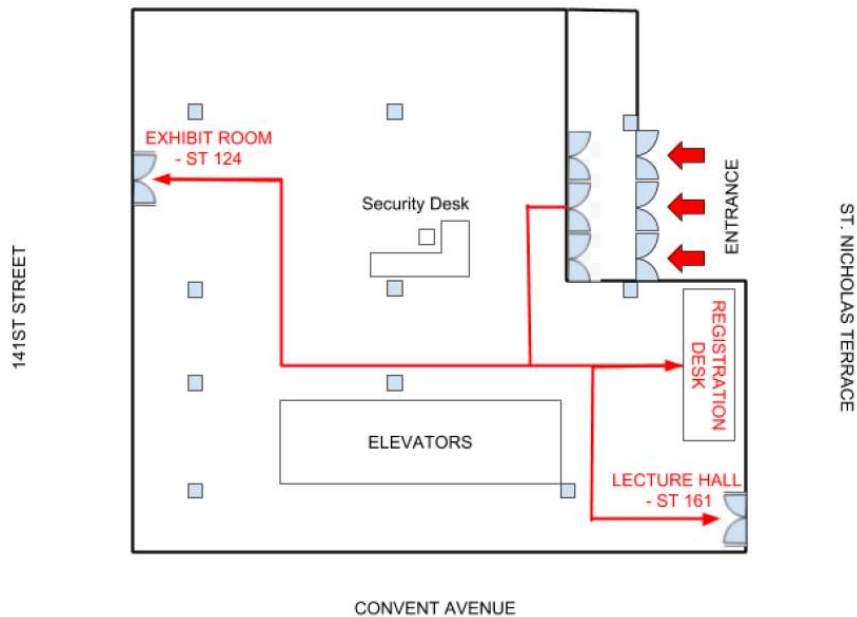 EXHIBIT ROOM
- ST 124
Security Desk
ENTRANCE
141ST STREET
ST. NICHOLAS TERRACE
REGISTRATION
DESK
ELEVATORS
LECTURE HALL
- ST 161
CONVENT AVENUE